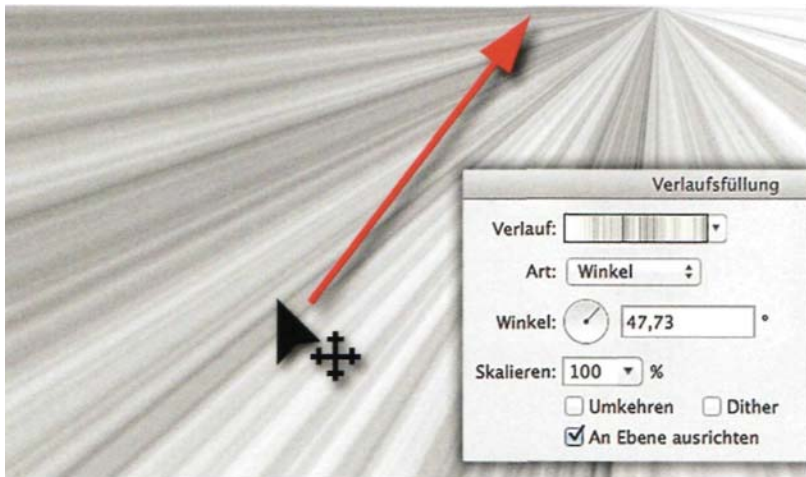 Verlaufsfüllung
Verlauf:
Art: Winkel
Winkel: 47,73 °
Skalieren: 100 %
Umkehren Dither
An Ebene ausrichten